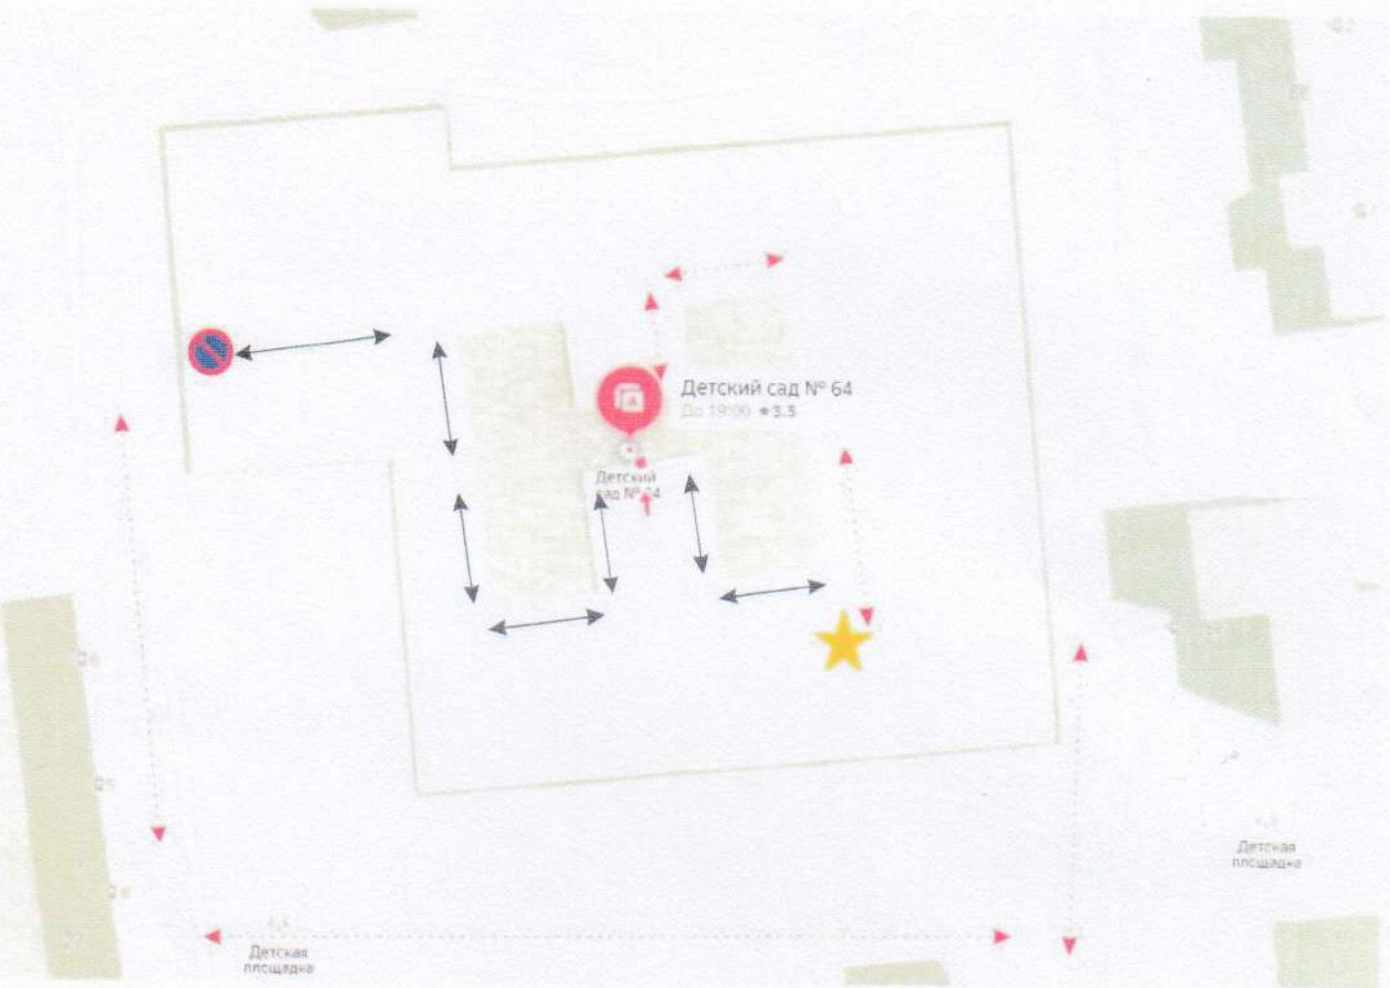 Детский сад № 64
До 19:00 ★3.5
Детский
сад № 64
Детская
площадка
Детская
площадка